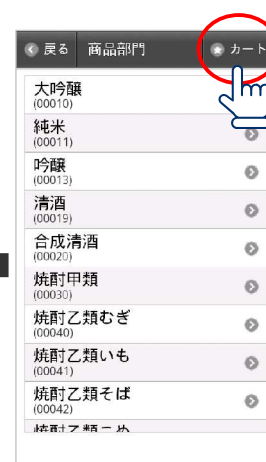 戻る 商品部門 カート
大吟醸
(00010)
純米
(00011)
吟醸
(00013)
清酒
(00019)
合成清酒
(00020)
焼酎甲類
(00030)
焼酎乙類むぎ
(00040)
焼酎乙類いも
(00041)
焼酎乙類そば
(00042)